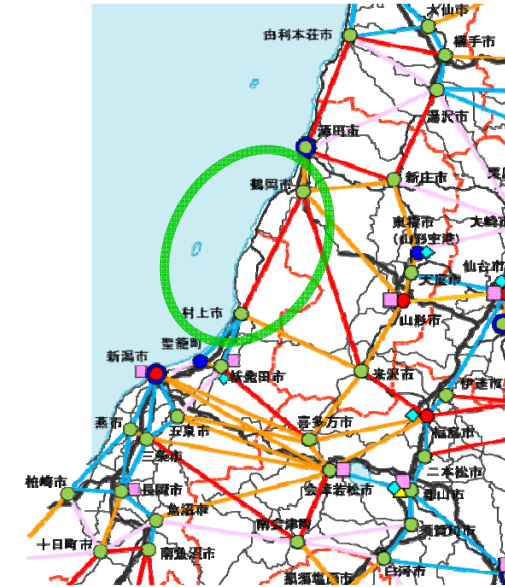 大仙市
由利本荘市
横手市
湯沢市
酒田市
鶴岡市
新庄市
東根市
(山形空港)
大崎市
仙台市
天童市
山形市
村上市
聖籠町
新潟市
新発田市
米沢市
伊達市
燕市
五泉市
喜多方市
福島市
三条市
二本松市
柏崎市
長岡市
会津若松市
郡山市
魚沼市
南会津町
須賀川市
十日町市
南魚沼市
那須塩原市
白河市